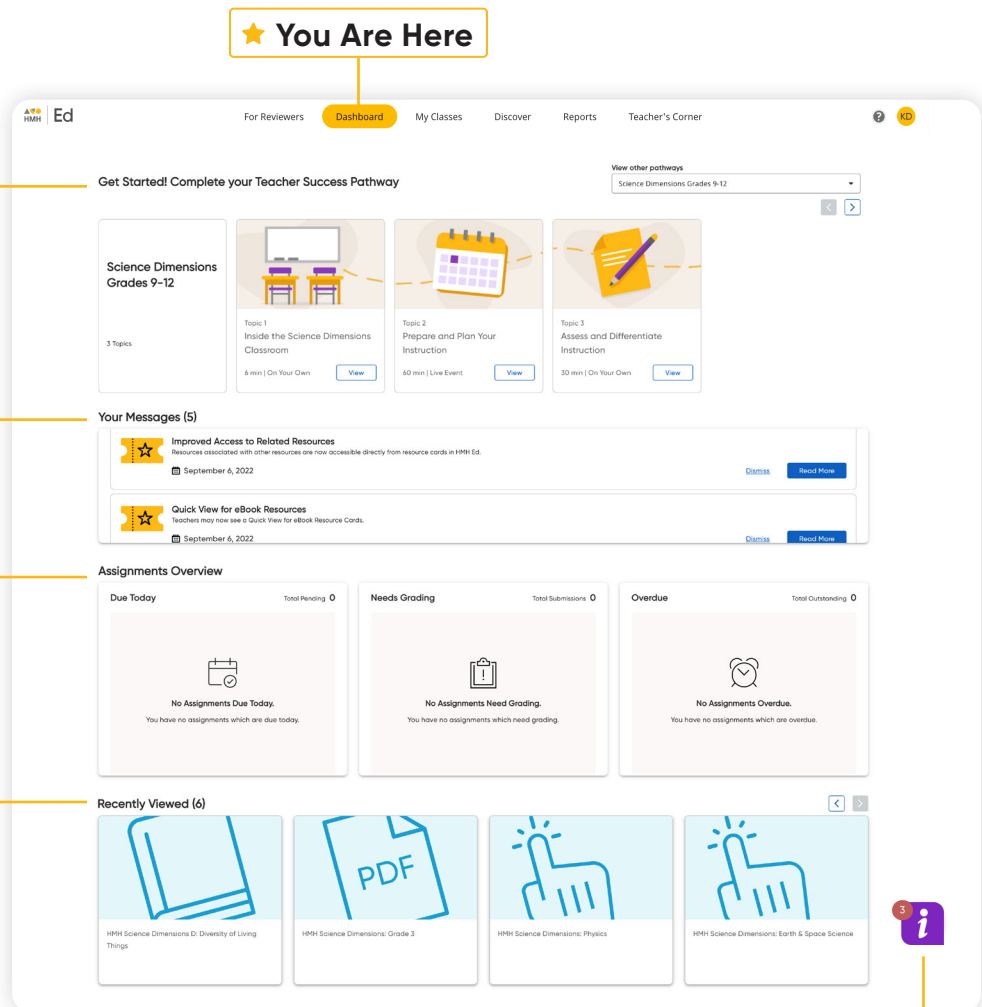 You Are Here
HMH Ed
For Reviewers Dashboard My Classes Discover Reports Teacher's Corner ? KD
View other pathways
Get Started! Complete your Teacher Success Pathway
Science Dimensions Grades 9-12
Science Dimensions
Grades 9-12
3 Topics
Topic 1
Inside the Science Dimensions
Classroom
6 min | On Your Own View
Topic 2
Prepare and Plan Your
Instruction
60 min | Live Event View
Topic 3
Assess and Differentiate
Instruction
30 min | On Your Own View
Your Messages (5)
Improved Access to Related Resources
Resources associated with other resources are now accessible directly from resource cards in HMH Ed.
September 6, 2022 Dismiss Read More
Quick View for eBook Resources
Teachers may now see a Quick View for eBook Resource Cards.
September 6, 2022 Dismiss Read More
Assignments Overview
Due Today Total Pending 0
No Assignments Due Today.
You have no assignments which are due today.
Needs Grading Total Submissions 0
No Assignments Need Grading.
You have no assignments which need grading.
Overdue Total Outstanding 0
No Assignments Overdue.
You have no assignments which are overdue.
Recently Viewed (6)
HMH Science Dimensions D: Diversity of Living
Things
PDF
HMH Science Dimensions: Grade 3
HMH Science Dimensions: Physics
HMH Science Dimensions: Earth & Space Science
3
i